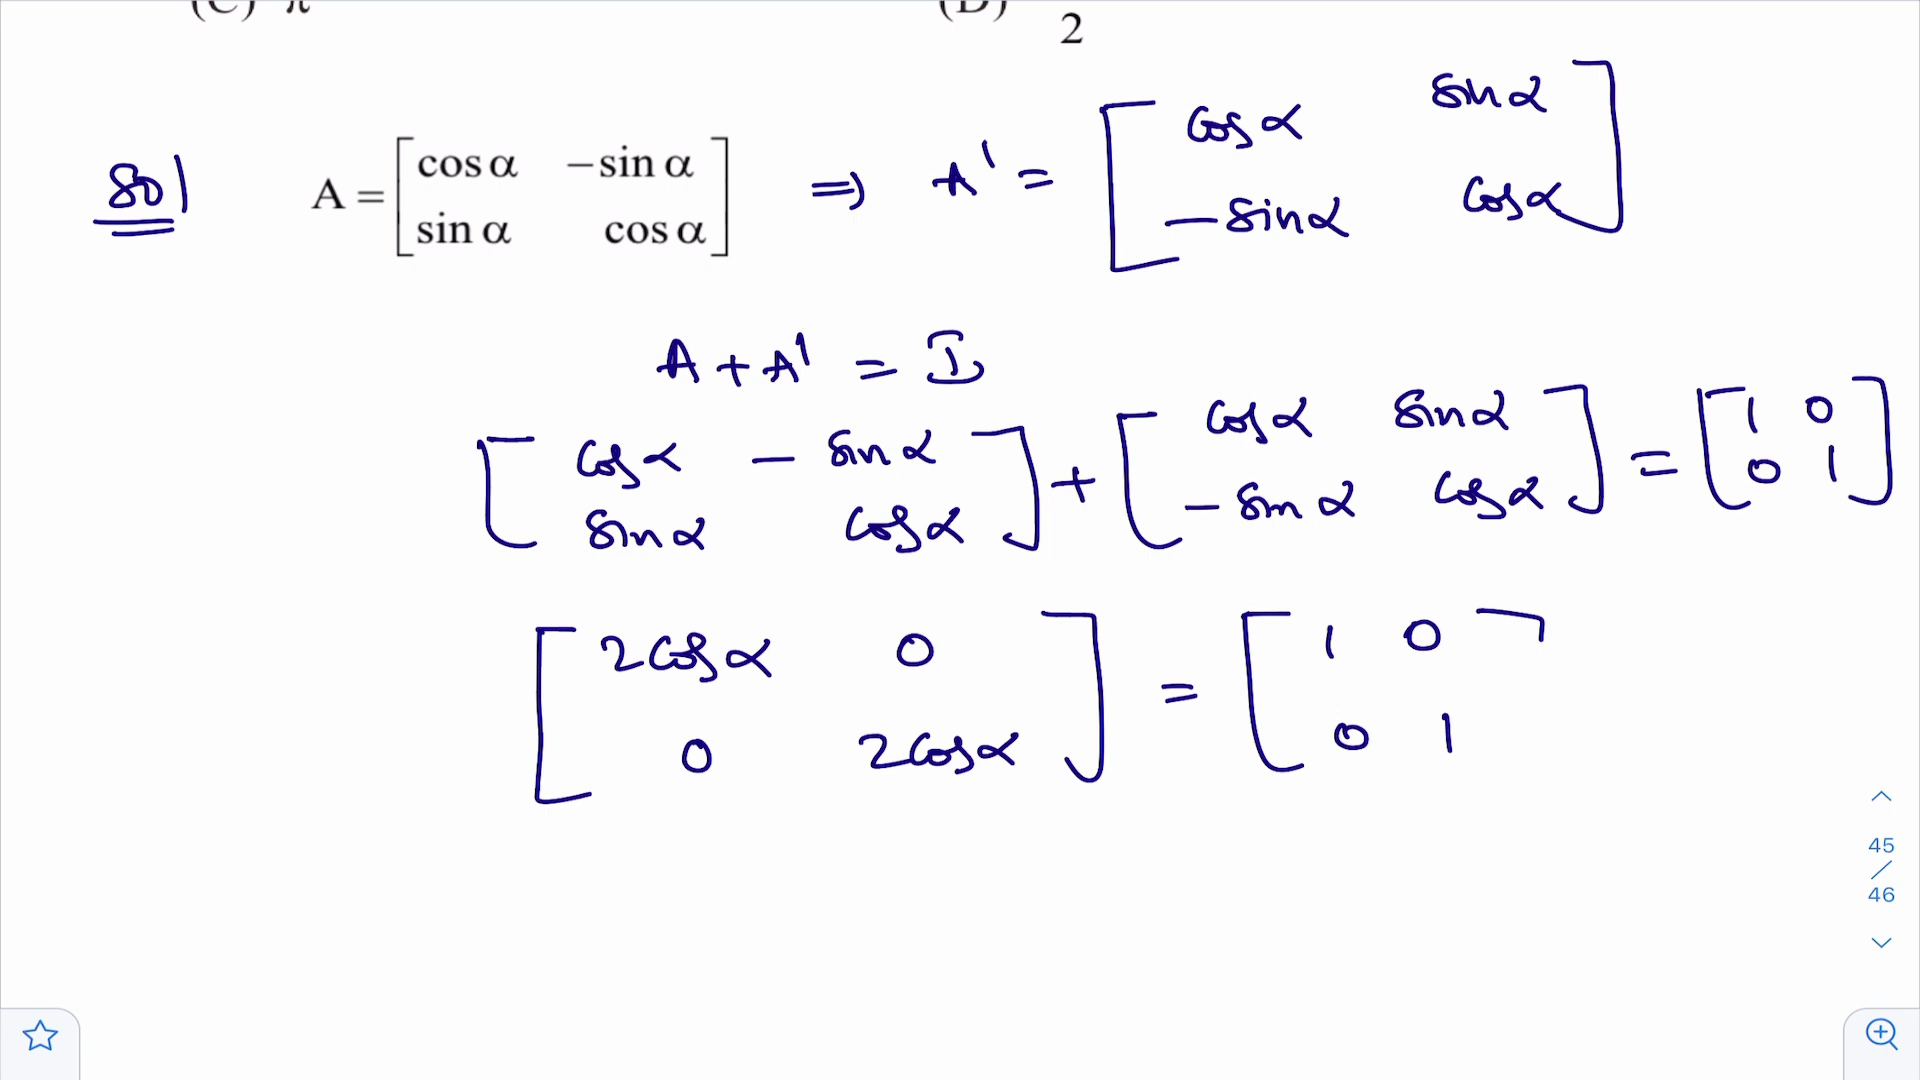 (C) π (D) 2
Sol A = [cos α −sin α; sin α cos α] ⇒ A' = [cos α sin α; −sin α cos α]
A + A' = I
[cos α − sin α; sin α cos α] + [cos α sin α; − sin α cos α] = [1 0; 0 1]
[2cos α 0; 0 2cos α] = [1 0; 0 1]
45
/
46